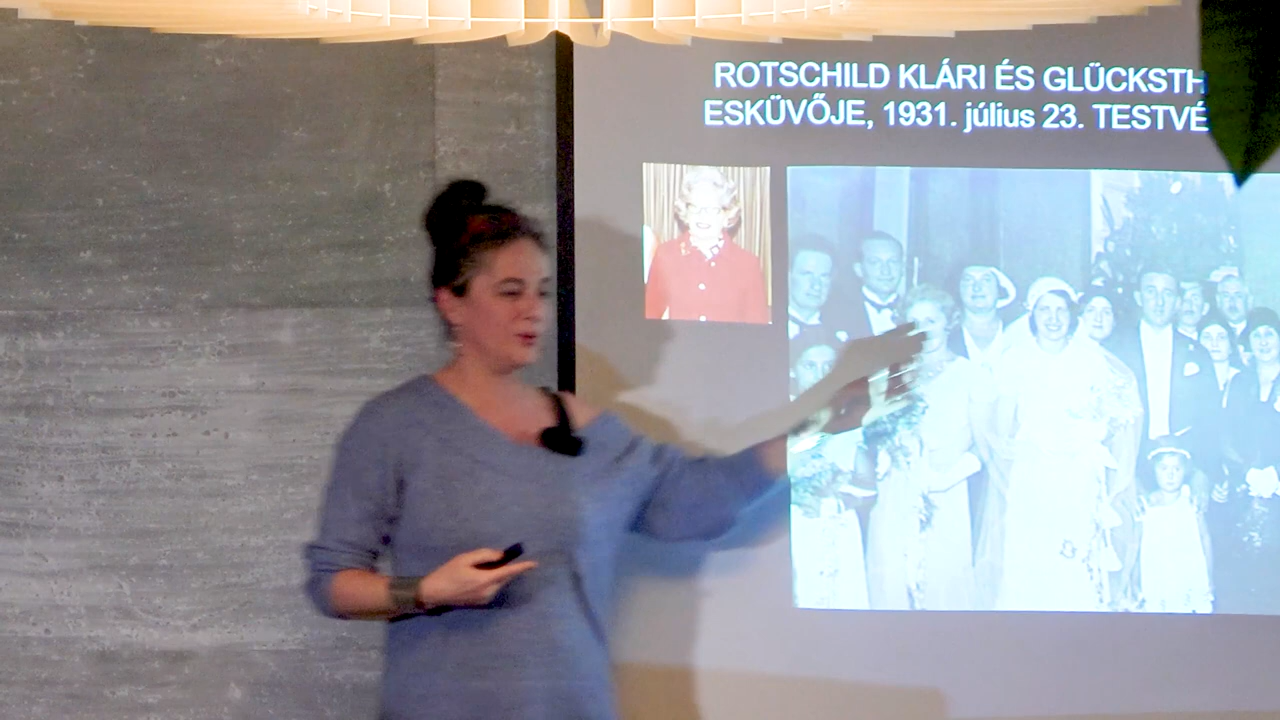 ROTSCHILD KLÁRI ÉS GLÜCKSTH
ESKÜVŐJE, 1931. július 23. TESTVÉ